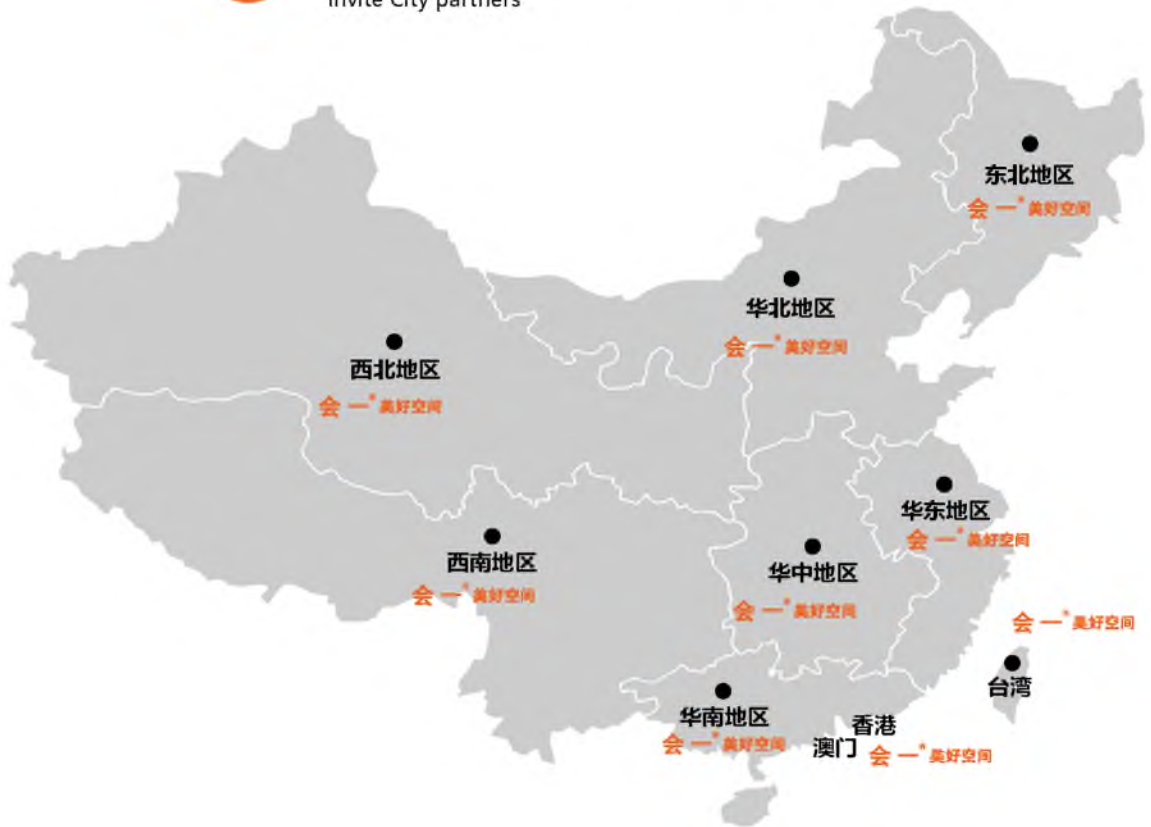 Invite City partners
东北地区
会一® 美好空间
华北地区
会一® 美好空间
西北地区
会一® 美好空间
华东地区
会一® 美好空间
西南地区
会一® 美好空间
华中地区
会一® 美好空间
会一® 美好空间
台湾
华南地区
会一® 美好空间
香港
澳门
会一® 美好空间